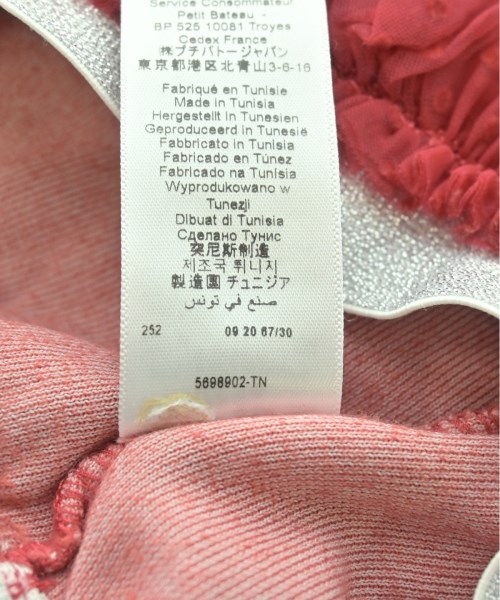 Service Consommateur
Petit Bateau -
BP 525 10081 Troyes
Cedex France
㈱プチバトージャパン
東京都港区北青山3-6-16
Fabriqué en Tunisie
Made in Tunisia
Hergestellt in Tunesien
Geproduceerd in Tunesië
Fabbricato in Tunisia
Fabricado en Túnez
Fabricado na Tunísia
Wyprodukowano w
Tunezji
Dibuat di Tunisia
Сделано Тунис
突尼斯制造
제조국 튀니지
製造國 チュニジア
صنع في تونس
252 09 20 67/30
5698902-TN